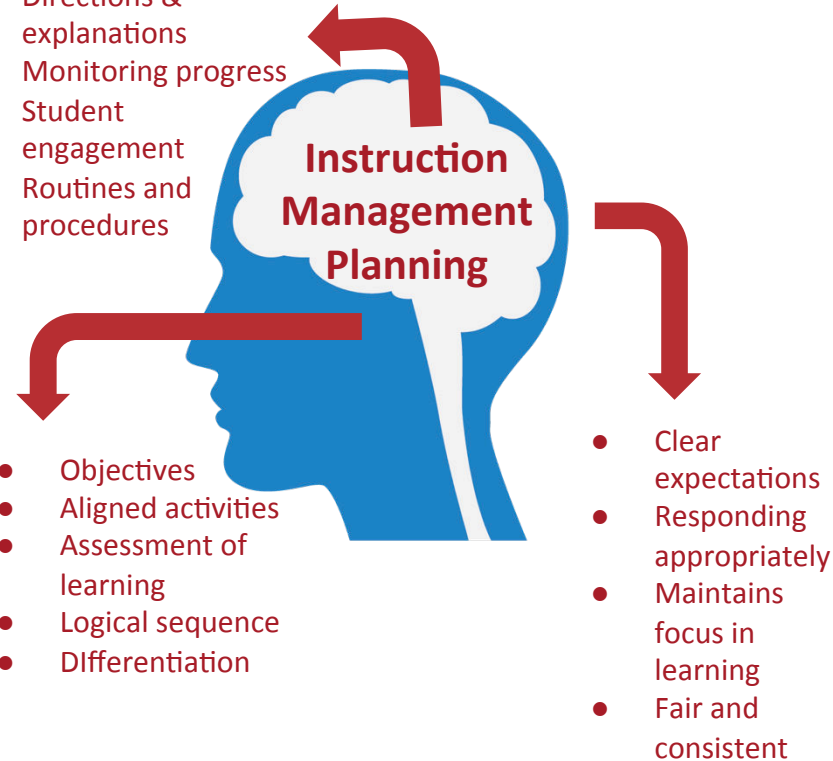 Directions &
explanations
Monitoring progress
Student
engagement
Routines and
procedures
Instruction
Management
Planning
● Objectives
● Aligned activities
● Assessment of
learning
● Logical sequence
● DIfferentiation
● Clear
expectations
● Responding
appropriately
● Maintains
focus in
learning
● Fair and
consistent